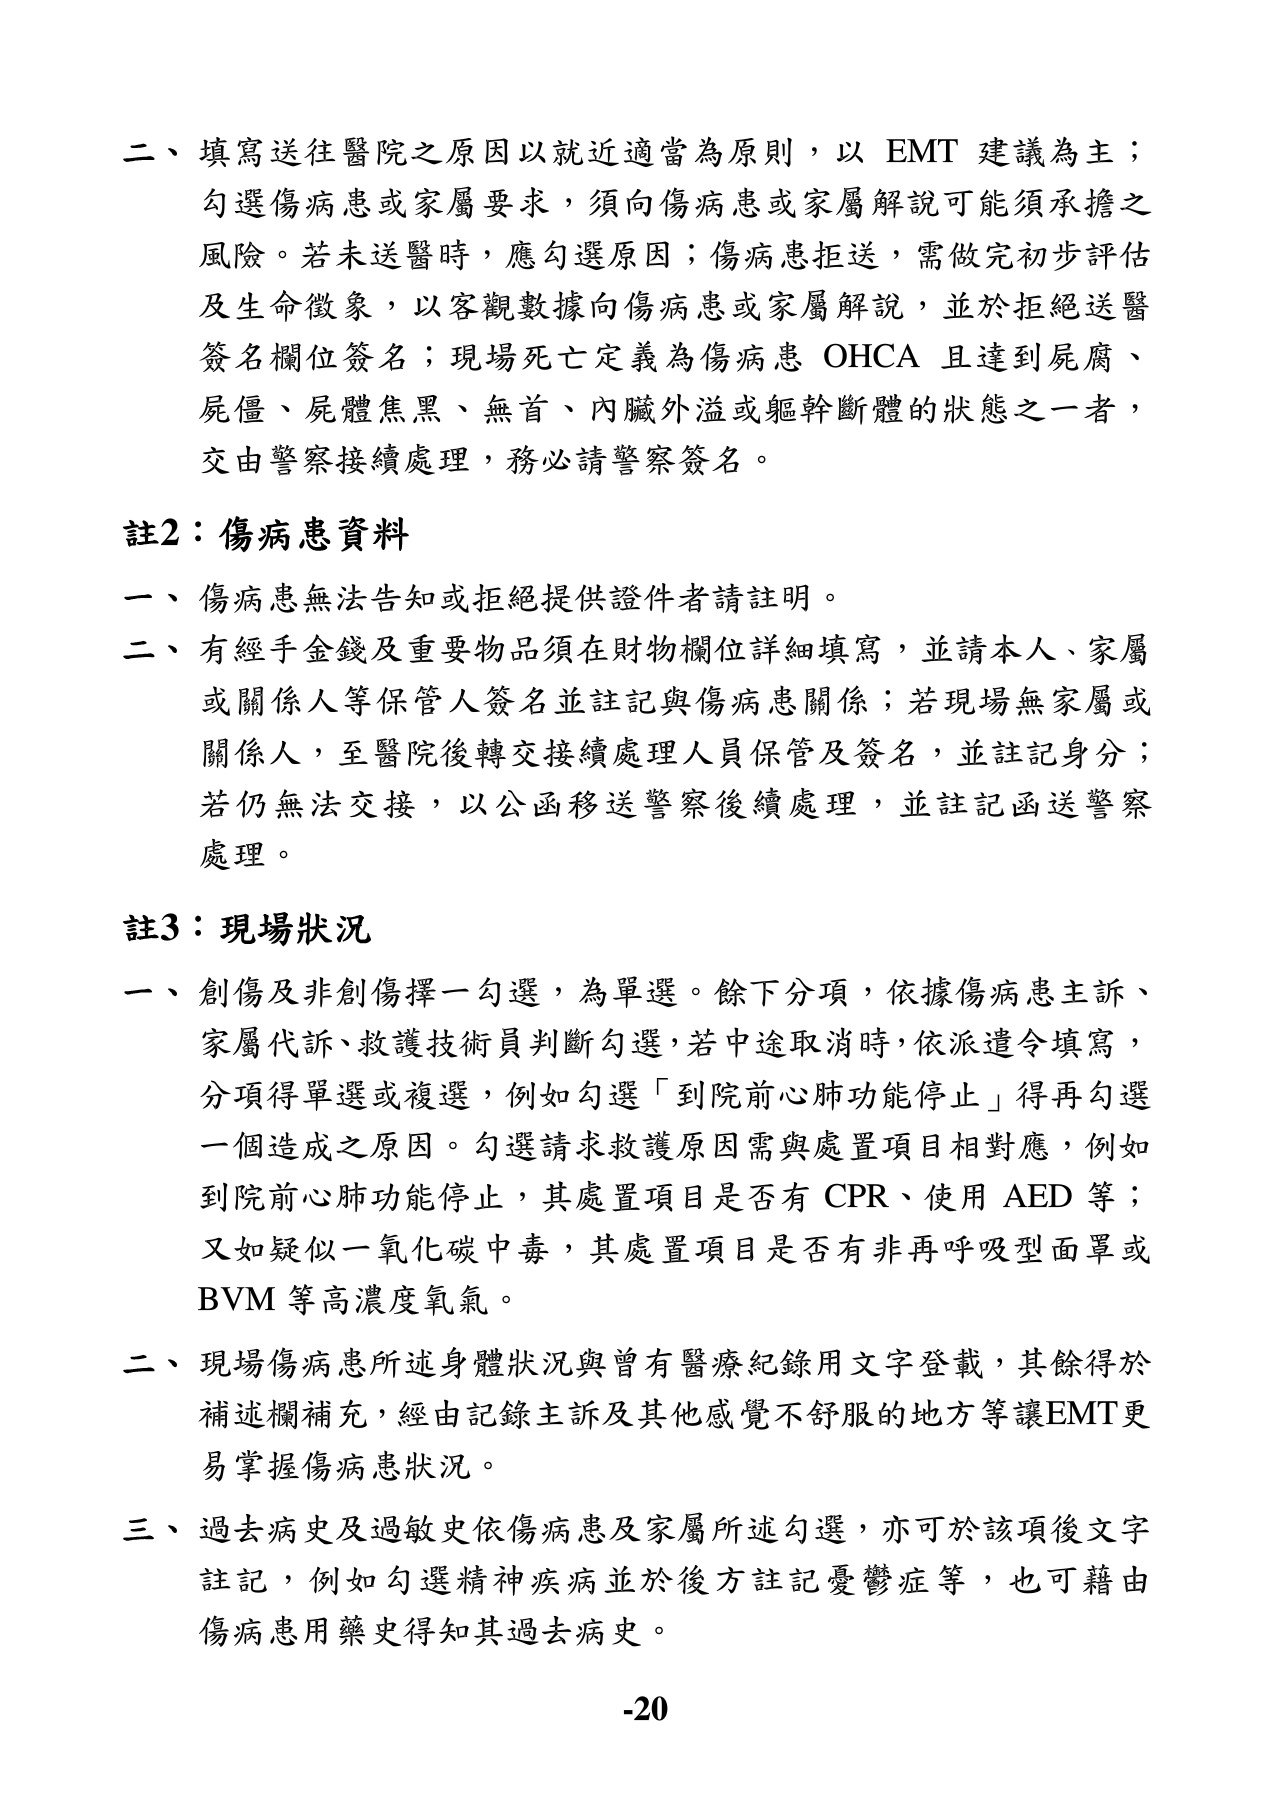 二、 填寫送往醫院之原因以就近適當為原則，以 EMT 建議為主；
勾選傷病患或家屬要求，須向傷病患或家屬解說可能須承擔之
風險。若未送醫時，應勾選原因；傷病患拒送，需做完初步評估
及生命徵象，以客觀數據向傷病患或家屬解說，並於拒絕送醫
簽名欄位簽名；現場死亡定義為傷病患 OHCA 且達到屍腐、
屍僵、屍體焦黑、無首、內臟外溢或軀幹斷體的狀態之一者，
交由警察接續處理，務必請警察簽名。
註2：傷病患資料
一、 傷病患無法告知或拒絕提供證件者請註明。
二、 有經手金錢及重要物品須在財物欄位詳細填寫，並請本人、家屬
或關係人等保管人簽名並註記與傷病患關係；若現場無家屬或
關係人，至醫院後轉交接續處理人員保管及簽名，並註記身分；
若仍無法交接，以公函移送警察後續處理，並註記函送警察
處理。
註3：現場狀況
一、 創傷及非創傷擇一勾選，為單選。餘下分項，依據傷病患主訴、
家屬代訴、救護技術員判斷勾選，若中途取消時，依派遣令填寫，
分項得單選或複選，例如勾選「到院前心肺功能停止」得再勾選
一個造成之原因。勾選請求救護原因需與處置項目相對應，例如
到院前心肺功能停止，其處置項目是否有 CPR、使用 AED 等；
又如疑似一氧化碳中毒，其處置項目是否有非再呼吸型面罩或
BVM 等高濃度氧氣。
二、 現場傷病患所述身體狀況與曾有醫療紀錄用文字登載，其餘得於
補述欄補充，經由記錄主訴及其他感覺不舒服的地方等讓EMT更
易掌握傷病患狀況。
三、 過去病史及過敏史依傷病患及家屬所述勾選，亦可於該項後文字
註記，例如勾選精神疾病並於後方註記憂鬱症等，也可藉由
傷病患用藥史得知其過去病史。
-20